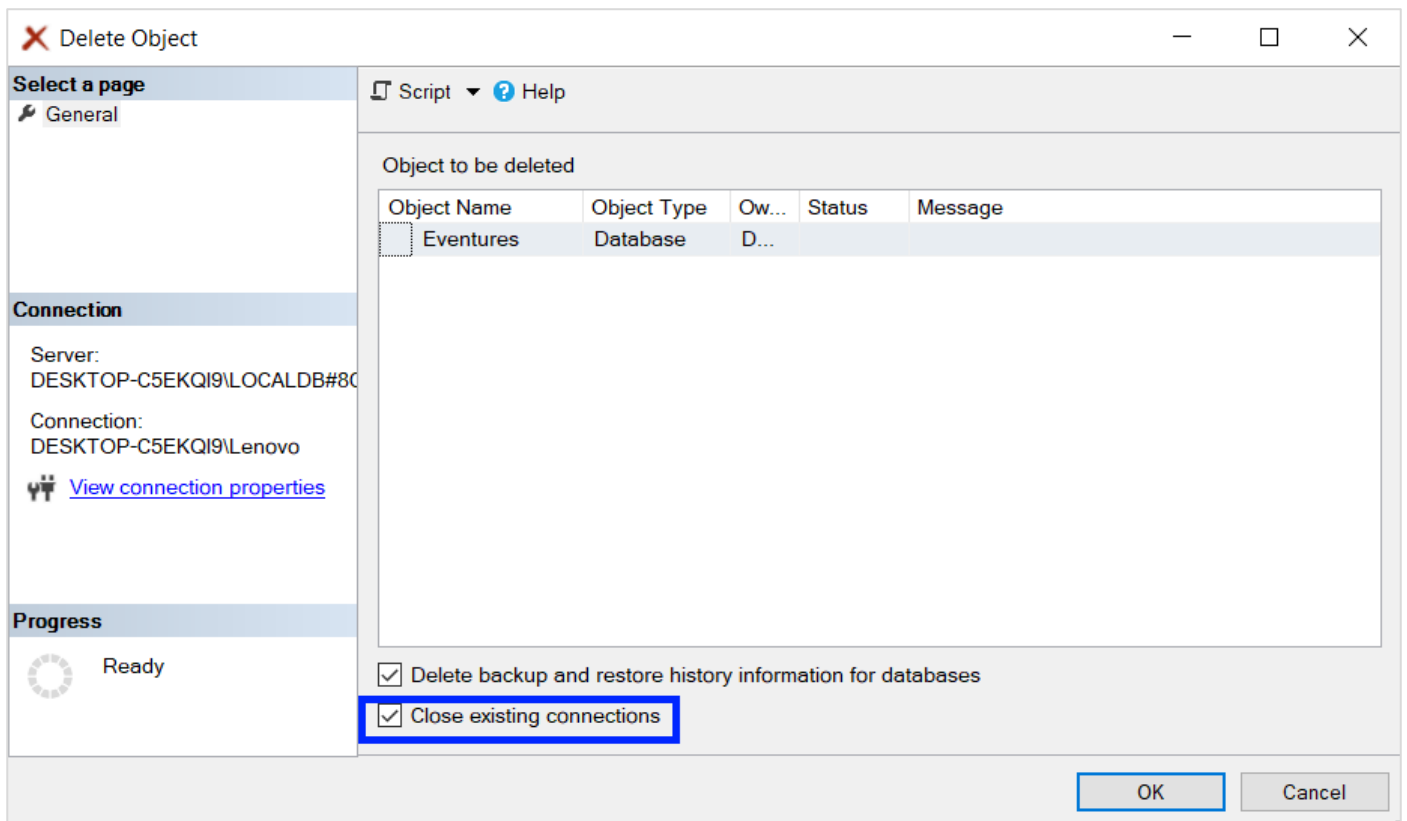 Delete Object
Select a page
General
Script
Help
Object to be deleted
Object Name Object Type Ow... Status Message
Eventures Database D...
Connection
Server:
DESKTOP-C5EKQI9\LOCALDB#8C
Connection:
DESKTOP-C5EKQI9\Lenovo
View connection properties
Progress
Ready
Delete backup and restore history information for databases
Close existing connections
OK Cancel